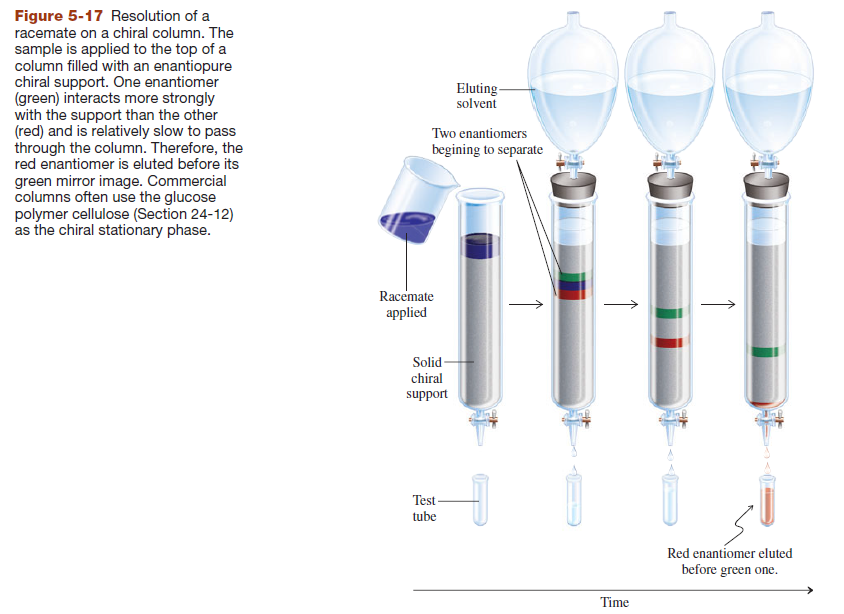 Figure 5-17 Resolution of a
racemate on a chiral column. The
sample is applied to the top of a
column filled with an enantiopure
chiral support. One enantiomer
(green) interacts more strongly
with the support than the other
(red) and is relatively slow to pass
through the column. Therefore, the
red enantiomer is eluted before its
green mirror image. Commercial
columns often use the glucose
polymer cellulose (Section 24-12)
as the chiral stationary phase.
Eluting
solvent
Two enantiomers
begining to separate
Racemate
applied
Solid
chiral
support
Test
tube
Red enantiomer eluted
before green one.
Time